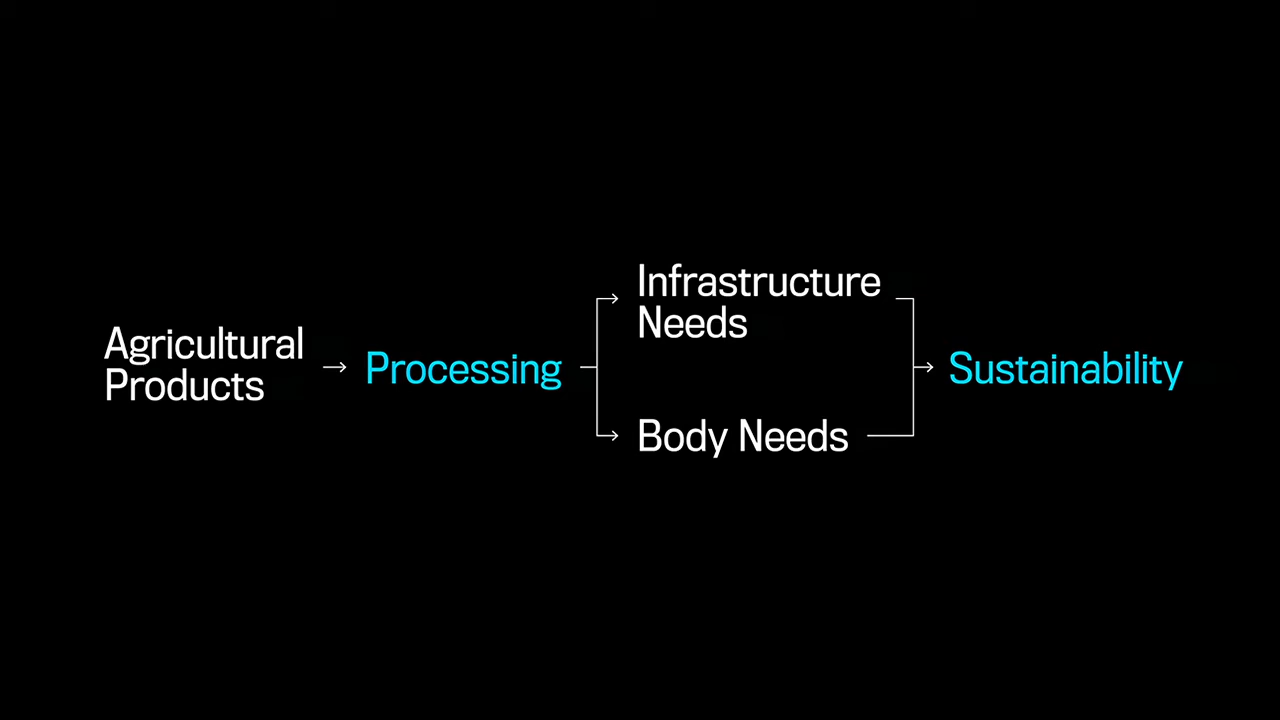 Agricultural
Products
Processing
Infrastructure
Needs
Body Needs
Sustainability